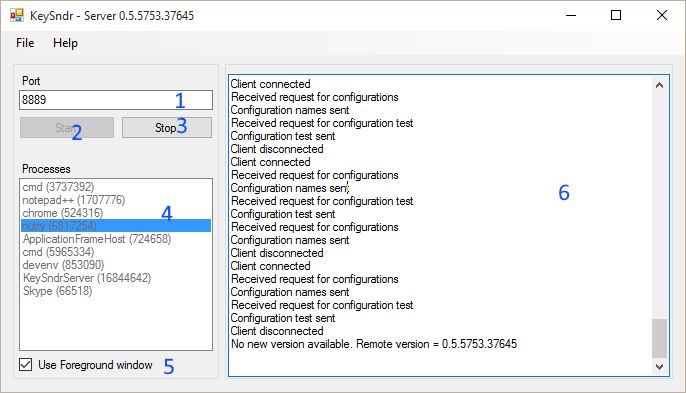 KeySndr - Server 0.5.5753.37645
File Help
Port
8889 1
Start 2 Stop 3
Processes
cmd (3737392)
notepad++ (1707776)
chrome (524316) 4
nutty (6817254)
ApplicationFrameHost (724658)
cmd (5965334)
devenv (853090)
KeySndrServer (16844642)
Skype (66518)
Use Foreground window 5
Client connected
Received request for configurations
Configuration names sent
Received request for configuration test
Configuration test sent
Client disconnected
Client connected
Received request for configurations
Configuration names sent
Received request for configuration test
Configuration test sent
Received request for configurations
Configuration names sent
Client disconnected
Client connected
Received request for configurations
Configuration names sent
Received request for configuration test
Configuration test sent
Client disconnected
No new version available. Remote version = 0.5.5753.37645
6